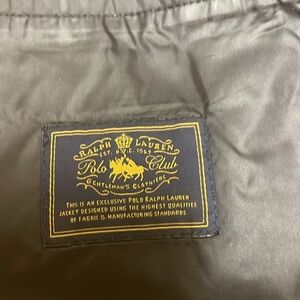 RALPH LAUREN
EST. N.Y.C. 1967
Polo Club
GENTLEMAN'S CLOTHIERS
THIS IS AN EXCLUSIVE POLO RALPH LAUREN
JACKET DESIGNED USING THE HIGHEST QUALITIES
OF FABRIC & MANUFACTURING STANDARDS